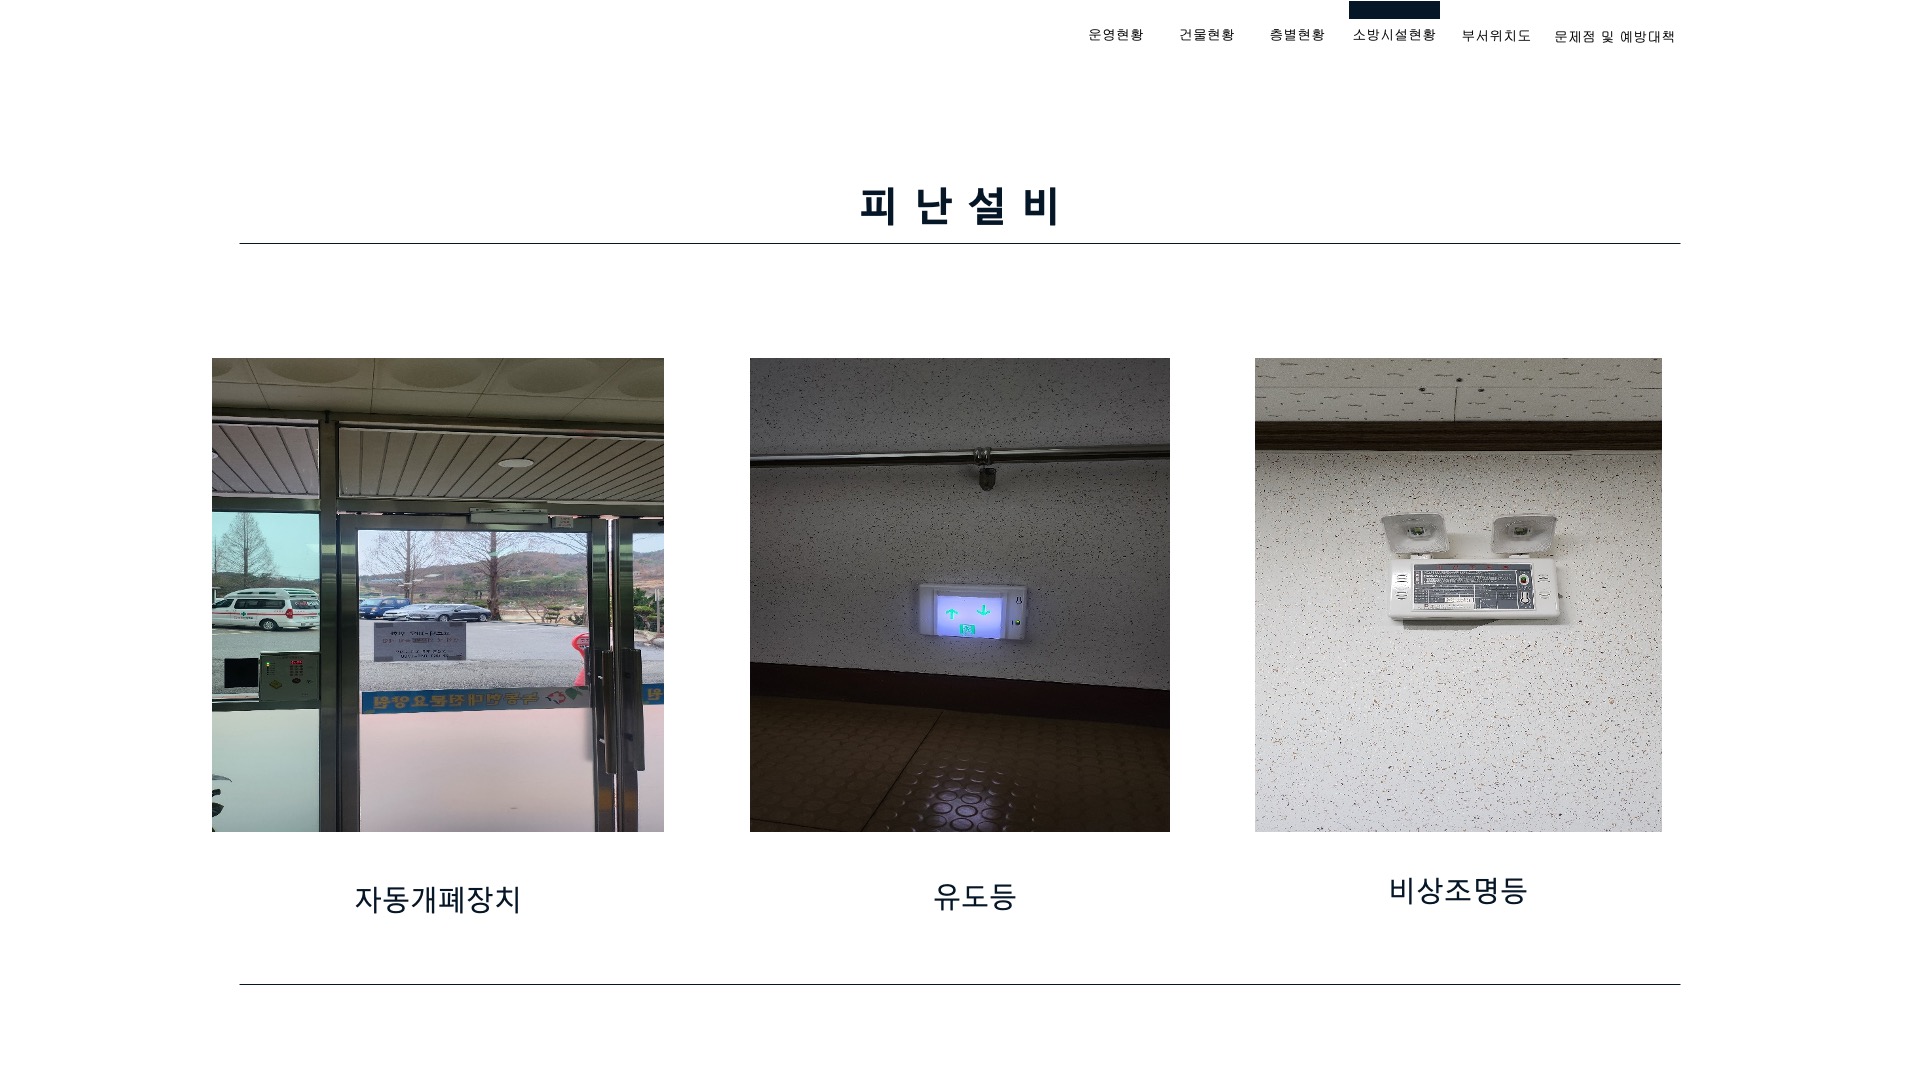 운영현황
건물현황
층별현황
소방시설현황
부서위치도
문제점 및 예방대책
피난설비
자동개폐장치
유도등
비상조명등